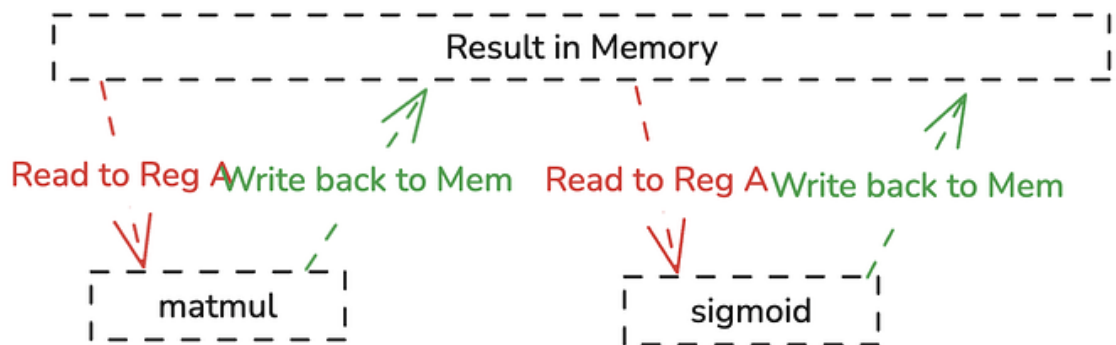 Result in Memory
Read to Reg A
Write back to Mem
Read to Reg A
Write back to Mem
matmul
sigmoid